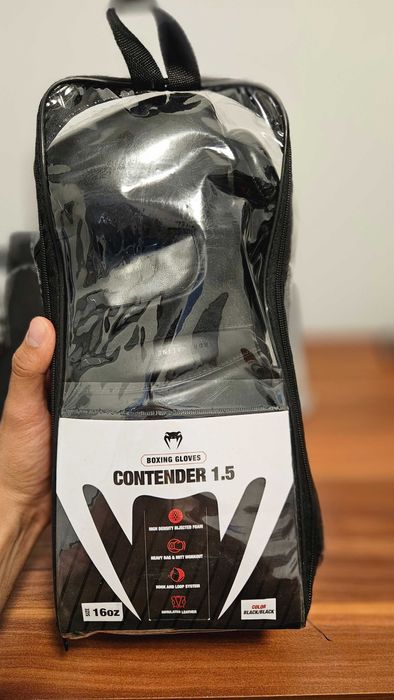 BOXING GLOVES
CONTENDER 1.5
HIGH DENSITY INJECTED FOAM
HEAVY BAG & MITT WORKOUT
HOOK AND LOOP SYSTEM
SIMULATED LEATHER
SIZE 16oz
COLOR
BLACK/BLACK